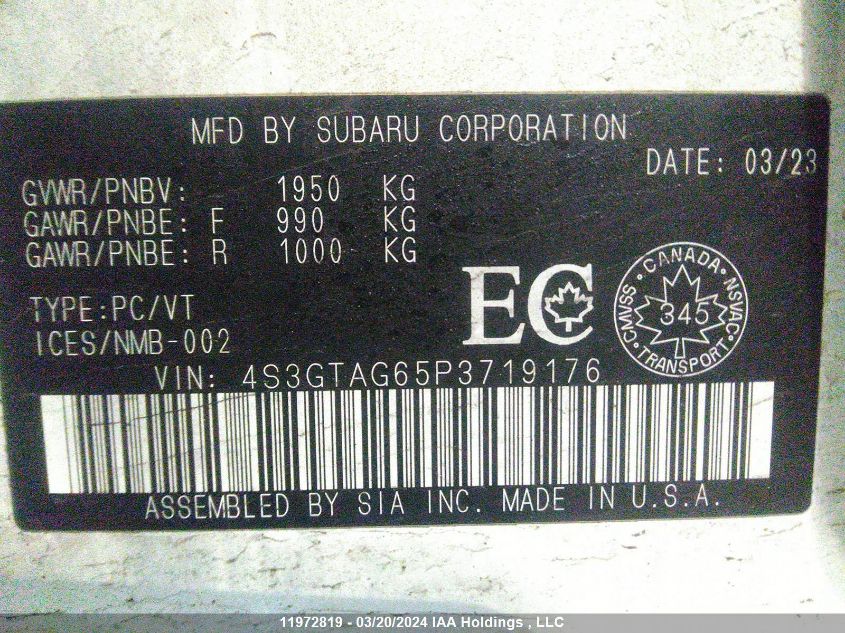 MFD BY SUBARU CORPORATION
DATE: 03/23
GVWR/PNBV: 1950 KG
GAWR/PNBE: F 990 KG
GAWR/PNBE: R 1000 KG
TYPE:PC/VT
ICES/NMB-002
EC
CANADA
CMVSS 345 NSVAC
TRANSPORT
VIN: 4S3GTAG65P3719176
ASSEMBLED BY SIA INC. MADE IN U.S.A.
11972819 - 03/20/2024 IAA Holdings , LLC